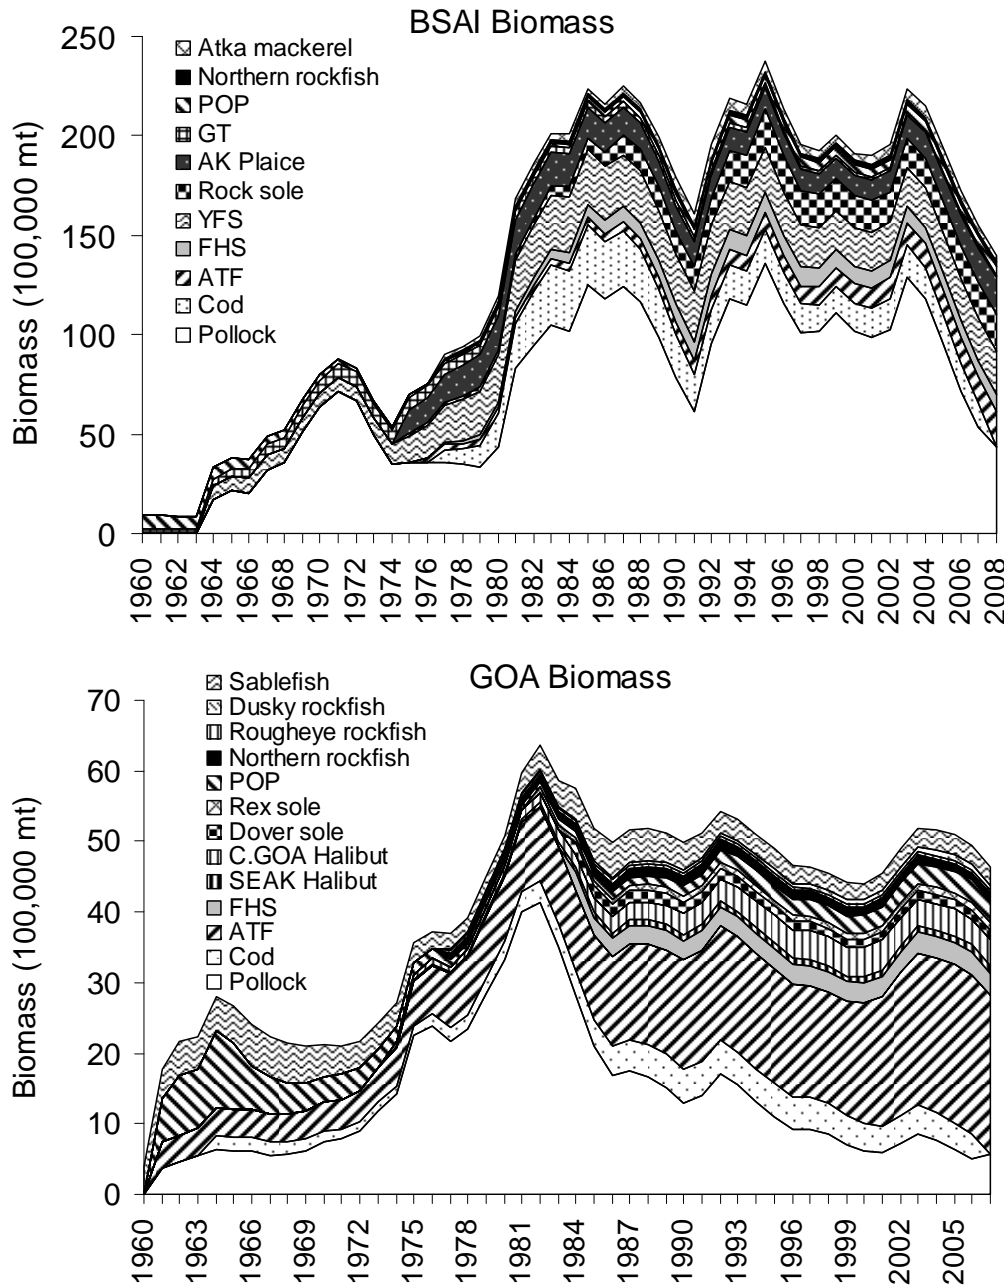 BSAI Biomass
Biomass (100,000 mt)
250
200
150
100
50
0
Atka mackerel
Northern rockfish
POP
GT
AK Plaice
Rock sole
YFS
FHS
ATF
Cod
Pollock
1960
1962
1964
1966
1968
1970
1972
1974
1976
1978
1980
1982
1984
1986
1988
1990
1992
1994
1996
1998
2000
2002
2004
2006
2008
GOA Biomass
Biomass (100,000 mt)
70
60
50
40
30
20
10
0
Sablefish
Dusky rockfish
Rougheye rockfish
Northern rockfish
POP
Rex sole
Dover sole
C.GOA Halibut
SEAK Halibut
FHS
ATF
Cod
Pollock
1960
1963
1966
1969
1972
1975
1978
1981
1984
1987
1990
1993
1996
1999
2002
2005